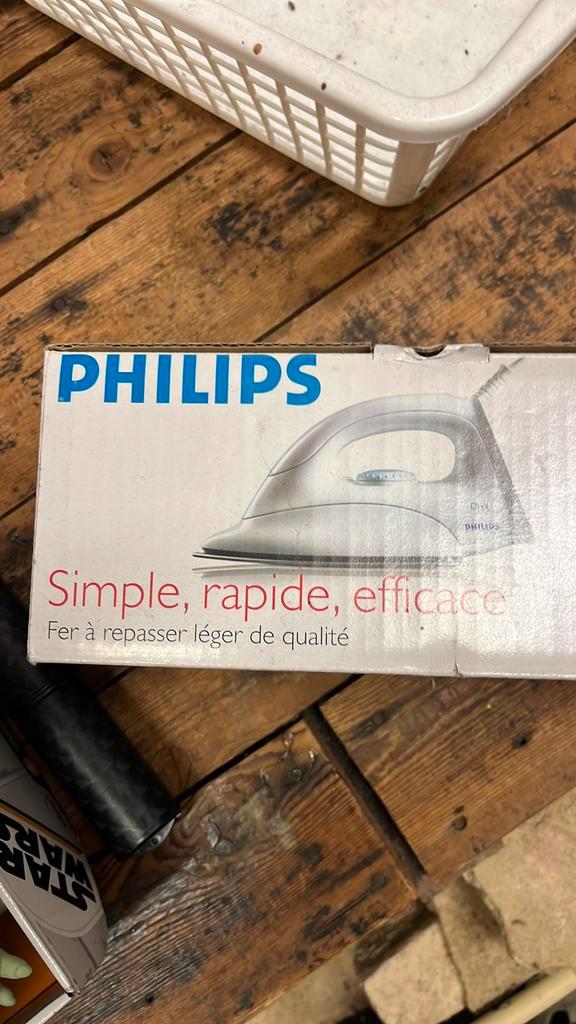 PHILIPS
PHILIPS
Simple, rapide, efficace
Fer à repasser léger de qualité
STAR
WARS